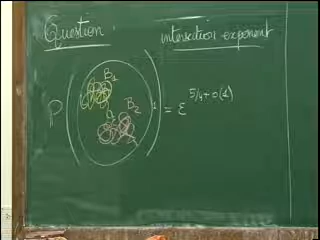 Question intersection exponent
B₁
P ( B₂ ) = ε^{5/4 + o(1)}